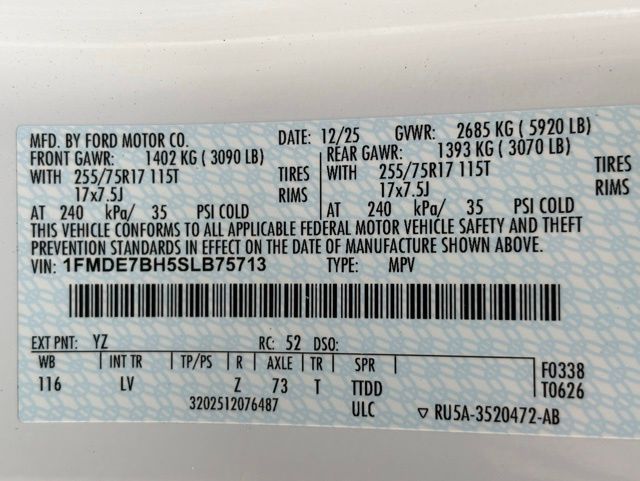 MFD. BY FORD MOTOR CO. DATE: 12/25 GVWR: 2685 KG ( 5920 LB)
FRONT GAWR: 1402 KG ( 3090 LB) REAR GAWR: 1393 KG ( 3070 LB)
WITH 255/75R17 115T TIRES WITH 255/75R17 115T TIRES
17x7.5J RIMS 17x7.5J RIMS
AT 240 kPa/ 35 PSI COLD AT 240 kPa/ 35 PSI COLD
THIS VEHICLE CONFORMS TO ALL APPLICABLE FEDERAL MOTOR VEHICLE SAFETY AND THEFT
PREVENTION STANDARDS IN EFFECT ON THE DATE OF MANUFACTURE SHOWN ABOVE.
VIN: 1FMDE7BH5SLB75713 TYPE: MPV
EXT PNT: YZ RC: 52 DSO:
WB INT TR TP/PS R AXLE TR SPR F0338
116 LV Z 73 T TTDD T0626
3202512076487 ULC ▽ RU5A-3520472-AB